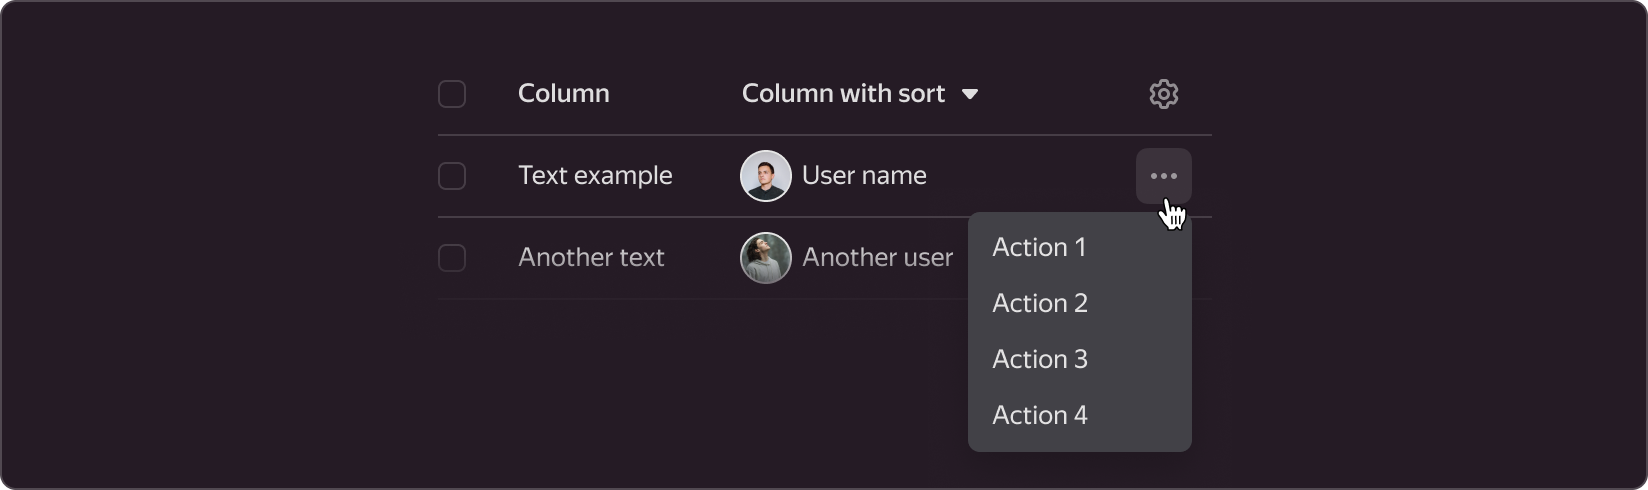 Column
Column with sort
Text example
User name
Another text
Another user
Action 1
Action 2
Action 3
Action 4